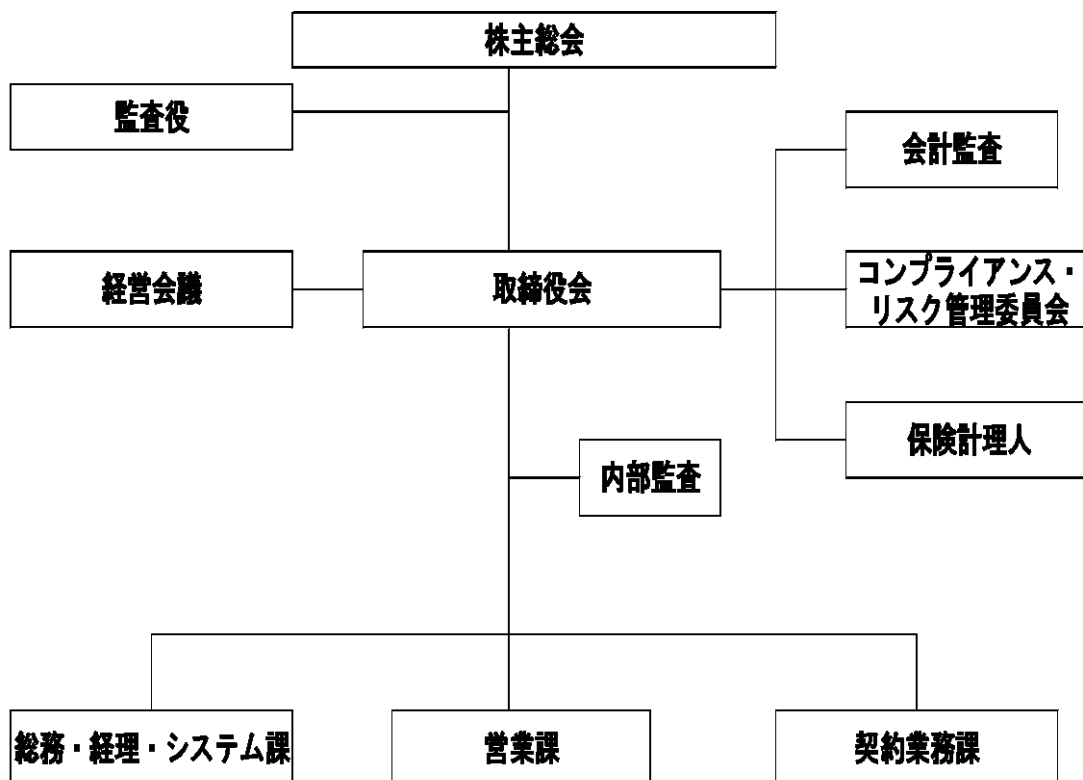 株主総会
監査役
会計監査
経営会議
取締役会
コンプライアンス・
リスク管理委員会
保険計理人
内部監査
総務・経理・システム課
営業課
契約業務課